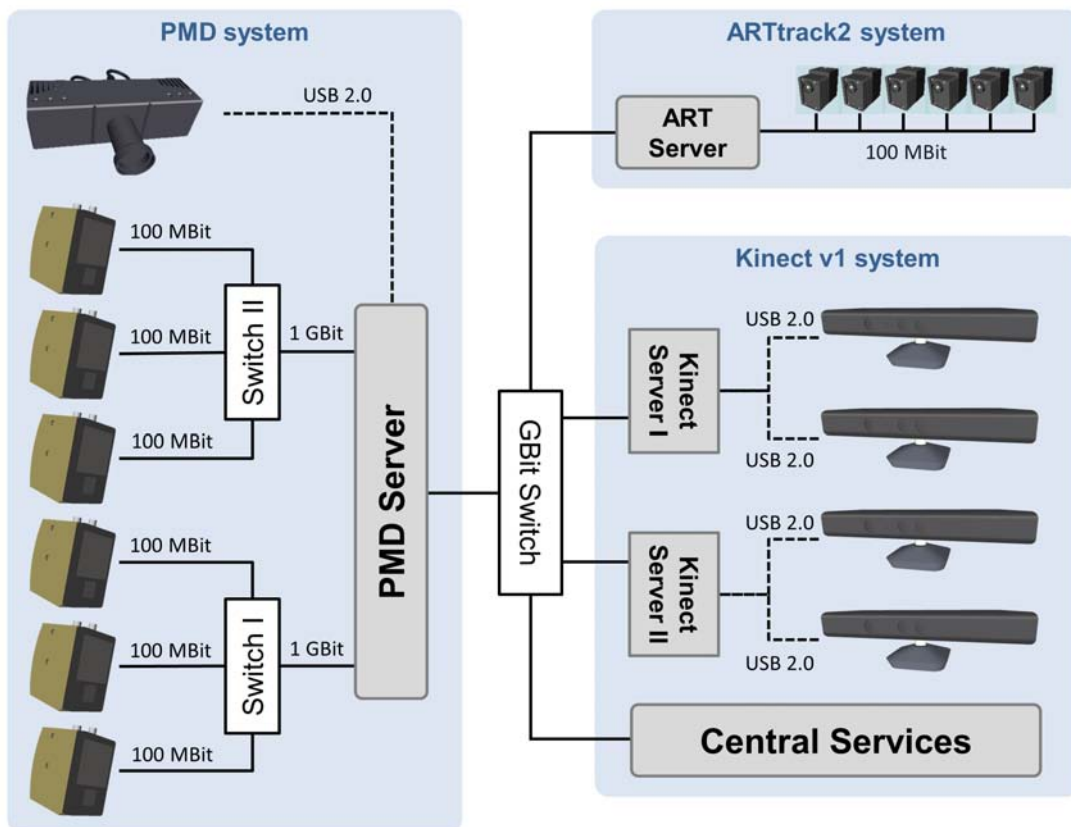 PMD system
USB 2.0
100 MBit
100 MBit
100 MBit
Switch II
1 GBit
100 MBit
100 MBit
100 MBit
Switch I
1 GBit
PMD Server
GBit Switch
ARTtrack2 system
ART
Server
100 MBit
Kinect v1 system
Kinect
Server I
USB 2.0
USB 2.0
Kinect
Server II
USB 2.0
USB 2.0
Central Services